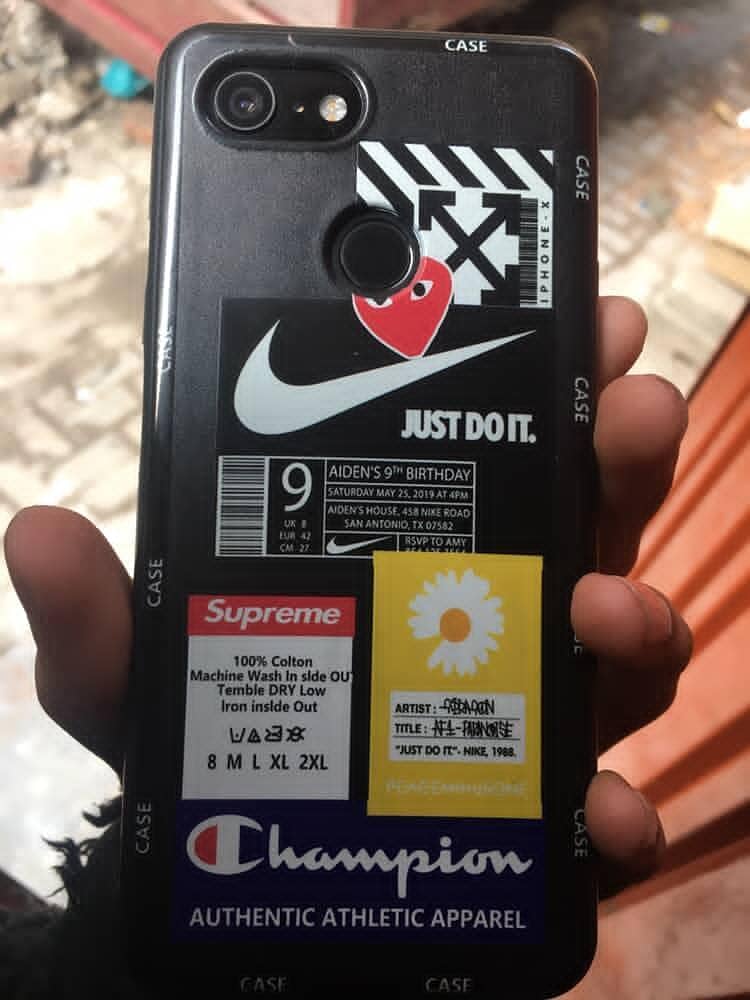 CASE
CASE
IPHONE-X
CASE
CASE
JUST DO IT.
9
UK 8
EUR 42
CM 27
AIDEN'S 9TH BIRTHDAY
SATURDAY MAY 25, 2019 AT 4PM
AIDEN'S HOUSE, 458 NIKE ROAD
SAN ANTONIO, TX 07582
RSVP TO AMY
CASE
Supreme
100% Colton
Machine Wash In slde OUT
Temble DRY Low
Iron inslde Out
8 M L XL 2XL
ARTIST :
TITLE :
"JUST DO IT."- NIKE, 1988.
PEACEMINUSONE
CASE
CASE
Champion
AUTHENTIC ATHLETIC APPAREL
CASE
CASE